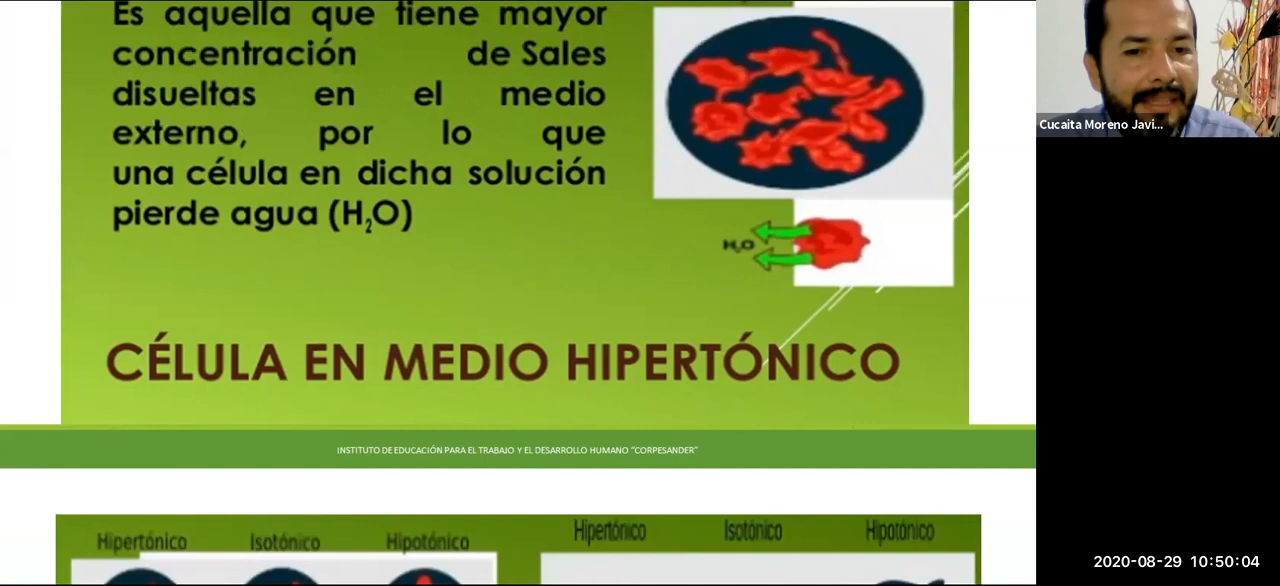 Es aquella que tiene mayor
concentración de Sales
disueltas en el medio
externo, por lo que
una célula en dicha solución
pierde agua (H₂O)
H₂O
CÉLULA EN MEDIO HIPERTÓNICO
INSTITUTO DE EDUCACIÓN PARA EL TRABAJO Y EL DESARROLLO HUMANO "CORPESANDER"
Hipertónico Isotónico Hipotónico
Hipertónico Isotónico Hipotónico
Cucaita Moreno Javi...
2020-08-29 10:50:04